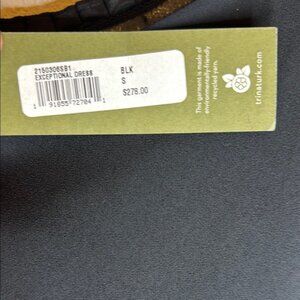 2150306SB1 BLK
EXCEPTIONAL DRESS S
$278.00
1 91855 72704 1
This garment is made of
environmentally-friendly
recycled yarn.
trinaturk.com